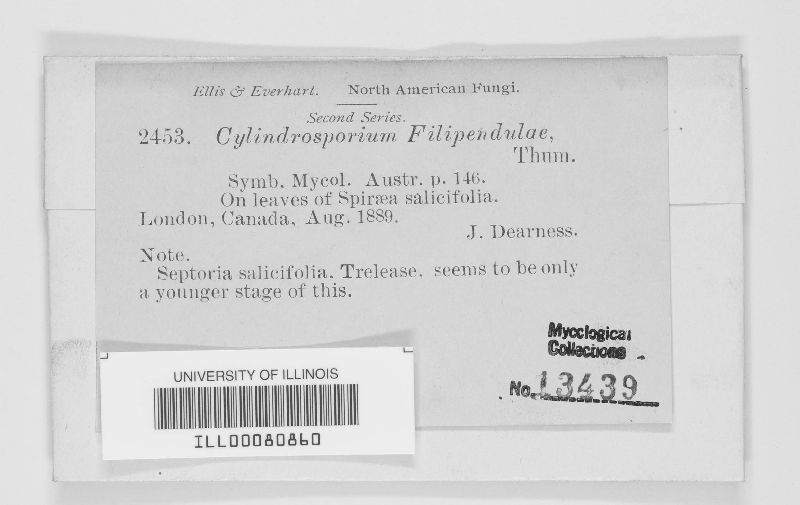 Ellis & Everhart. North American Fungi.
Second Series.
2453. Cylindrosporium Filipendulae,
Thum.
Symb. Mycol. Austr. p. 146.
On leaves of Spiræa salicifolia.
London, Canada, Aug. 1889.
J. Dearness.
Note.
Septoria salicifolia. Trelease, seems to be only
a younger stage of this.
Mycological
Collections
No. 13439
UNIVERSITY OF ILLINOIS
ILL00080860